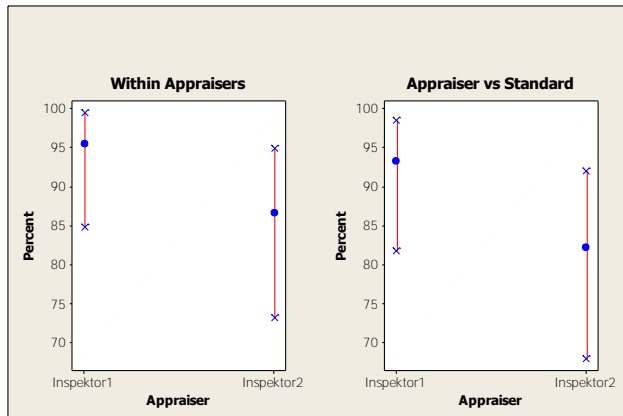 Within Appraisers
100
95
90
85
80
75
70
Percent
Inspektor1 Inspektor2
Appraiser
Appraiser vs Standard
100
95
90
85
80
75
70
Percent
Inspektor1 Inspektor2
Appraiser